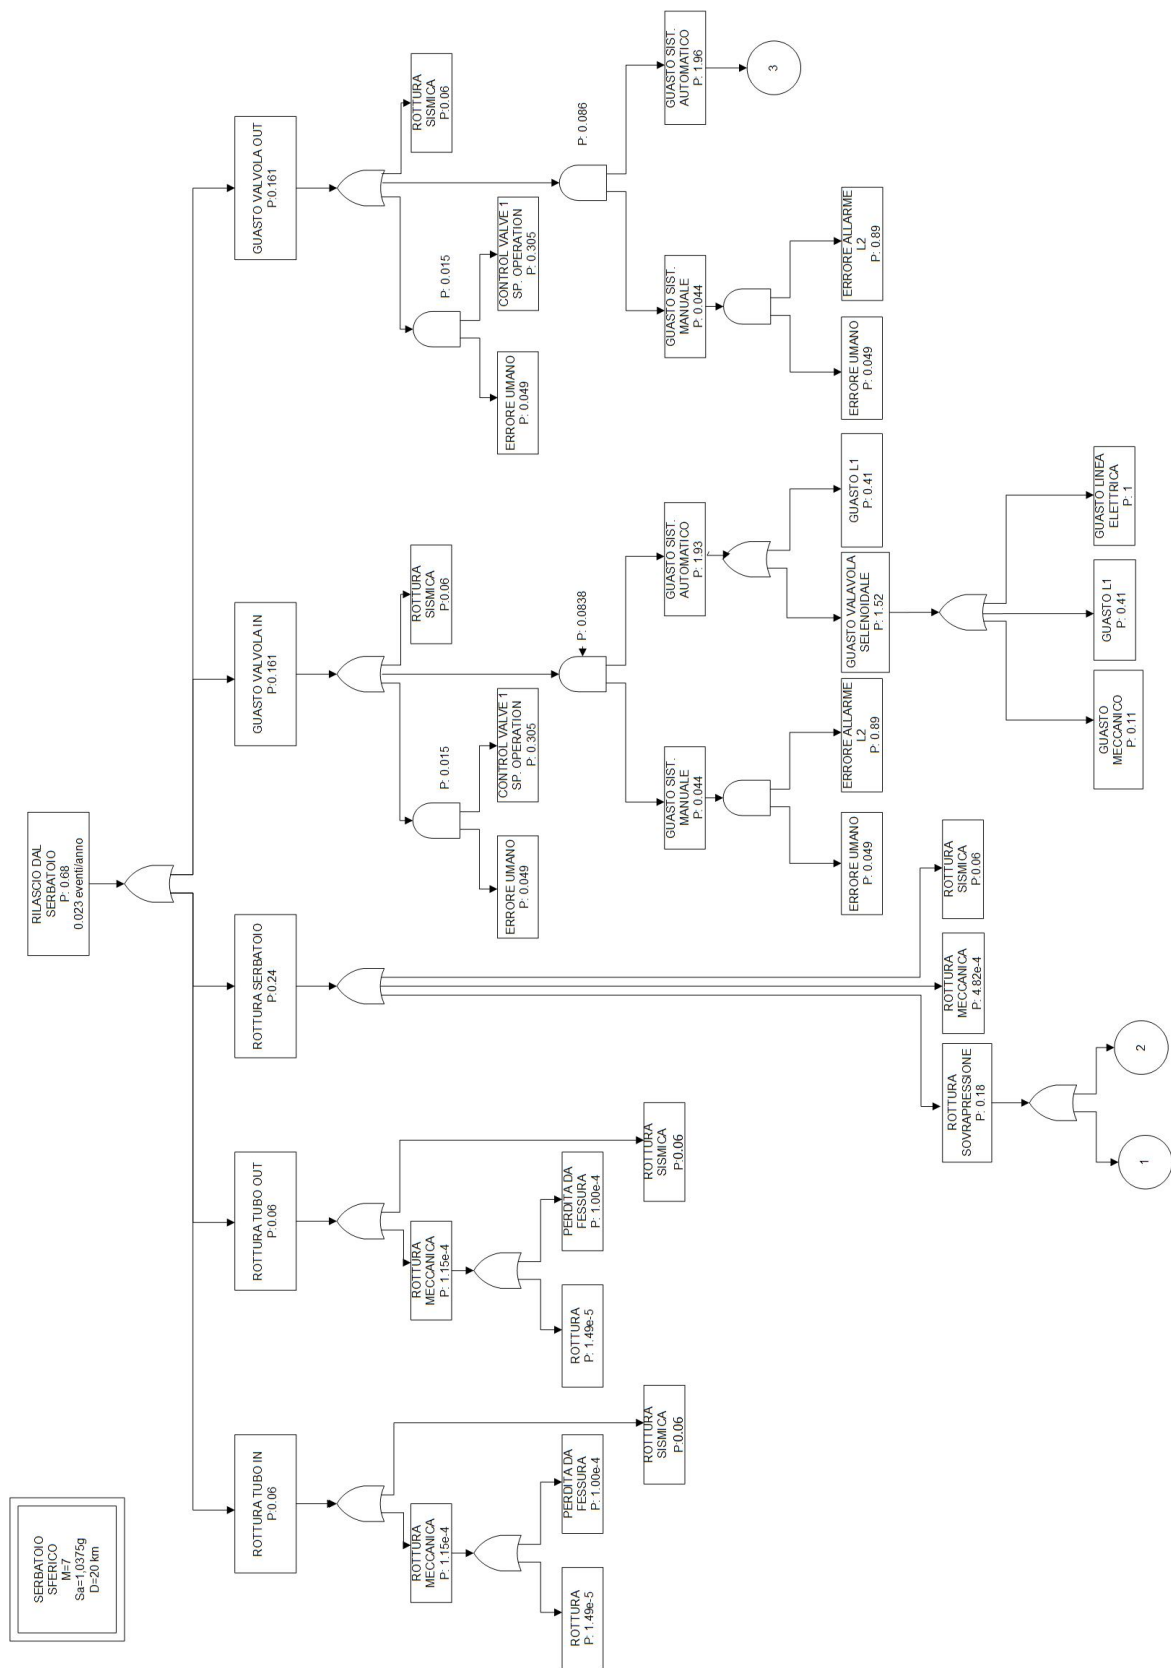 SERBATOIO
SFERICO
M=7
Sa=1,0375g
D=20 km
RILASCIO DAL
SERBATOIO
P: 0.68
0.023 eventi/anno
ROTTURA TUBO IN
P:0.06
ROTTURA TUBO OUT
P:0.06
ROTTURA SERBATOIO
P:0.24
GUASTO VALVOLA IN
P:0.161
GUASTO VALVOLA OUT
P:0.161
ROTTURA
MECCANICA
P: 1.15e-4
ROTTURA
P: 1.49e-5
PERDITA DA
FESSURA
P: 1.00e-4
ROTTURA
SISMICA
P:0.06
ROTTURA
MECCANICA
P: 1.15e-4
ROTTURA
P: 1.49e-5
PERDITA DA
FESSURA
P: 1.00e-4
ROTTURA
SISMICA
P:0.06
ROTTURA
SOVRAPRESSIONE
P: 0.18
1
2
ROTTURA
MECCANICA
P: 4.82e-4
ROTTURA
SISMICA
P:0.06
P: 0.015
ERRORE UMANO
P: 0.049
CONTROL VALVE 1
SP. OPERATION
P: 0.305
ROTTURA
SISMICA
P:0.06
P: 0.0838
GUASTO SIST.
MANUALE
P: 0.044
ERRORE UMANO
P: 0.049
ERRORE ALLARME
L2
P: 0.89
GUASTO SIST.
AUTOMATICO
P: 1.93
GUASTO VALAVOLA
SELENOIDALE
P: 1.52
GUASTO L1
P: 0.41
GUASTO
MECCANICO
P: 0.11
GUASTO L1
P: 0.41
GUASTO LINEA
ELETTRICA
P: 1
P: 0.015
ERRORE UMANO
P: 0.049
CONTROL VALVE 1
SP. OPERATION
P: 0.305
ROTTURA
SISMICA
P:0.06
P: 0.086
GUASTO SIST.
MANUALE
P: 0.044
ERRORE UMANO
P: 0.049
ERRORE ALLARME
L2
P: 0.89
GUASTO SIST.
AUTOMATICO
P: 1.96
3